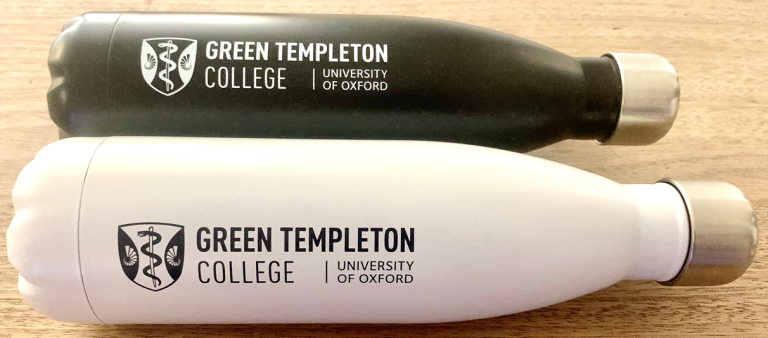 GREEN TEMPLETON
COLLEGE | UNIVERSITY
OF OXFORD
GREEN TEMPLETON
COLLEGE | UNIVERSITY
OF OXFORD